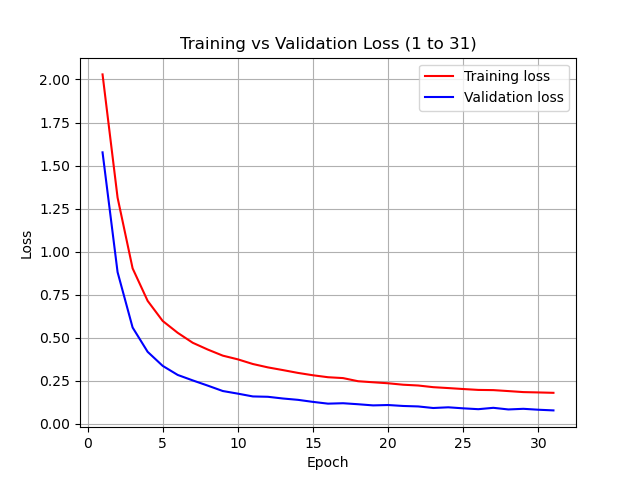 Training vs Validation Loss (1 to 31)
Training loss
Validation loss
Loss
2.00
1.75
1.50
1.25
1.00
0.75
0.50
0.25
0.00
0 5 10 15 20 25 30
Epoch